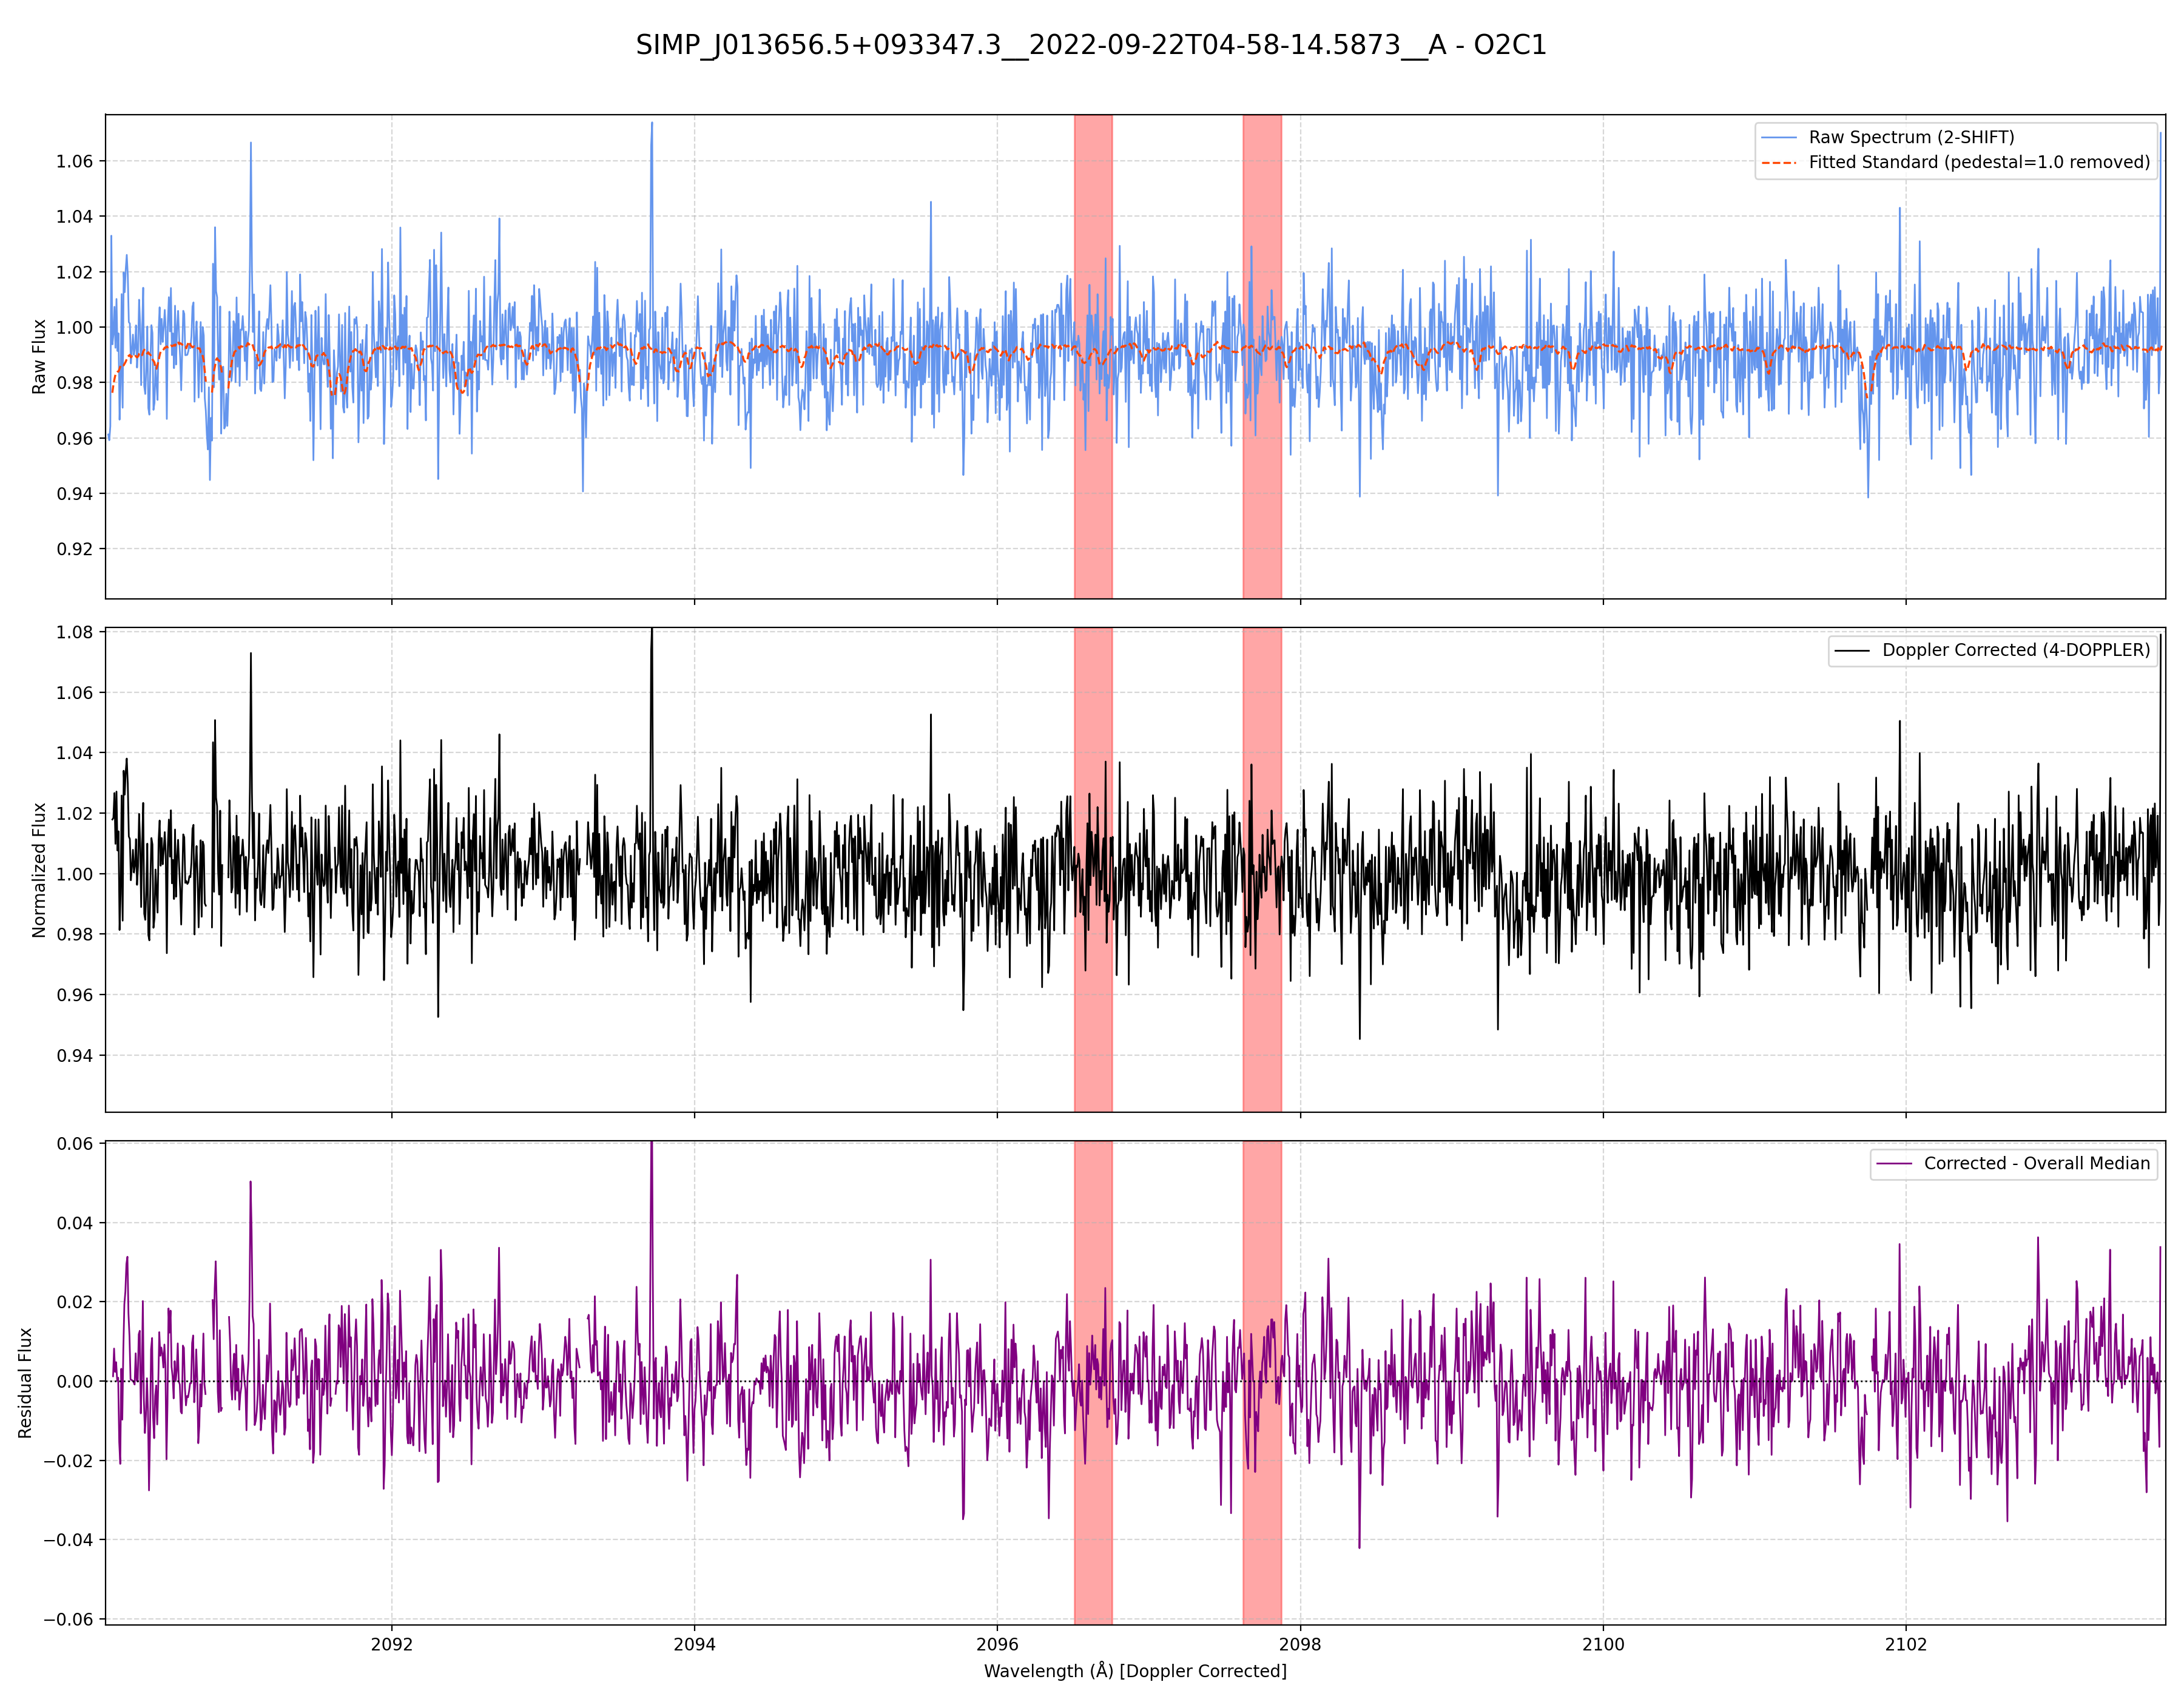 SIMP_J013656.5+093347.3__2022-09-22T04-58-14.5873__A - O2C1
Raw Flux
1.06
1.04
1.02
1.00
0.98
0.96
0.94
0.92
Raw Spectrum (2-SHIFT)
Fitted Standard (pedestal=1.0 removed)
Normalized Flux
1.08
1.06
1.04
1.02
1.00
0.98
0.96
0.94
Doppler Corrected (4-DOPPLER)
Residual Flux
0.06
0.04
0.02
0.00
−0.02
−0.04
−0.06
Corrected - Overall Median
2092 2094 2096 2098 2100 2102
Wavelength (Å) [Doppler Corrected]